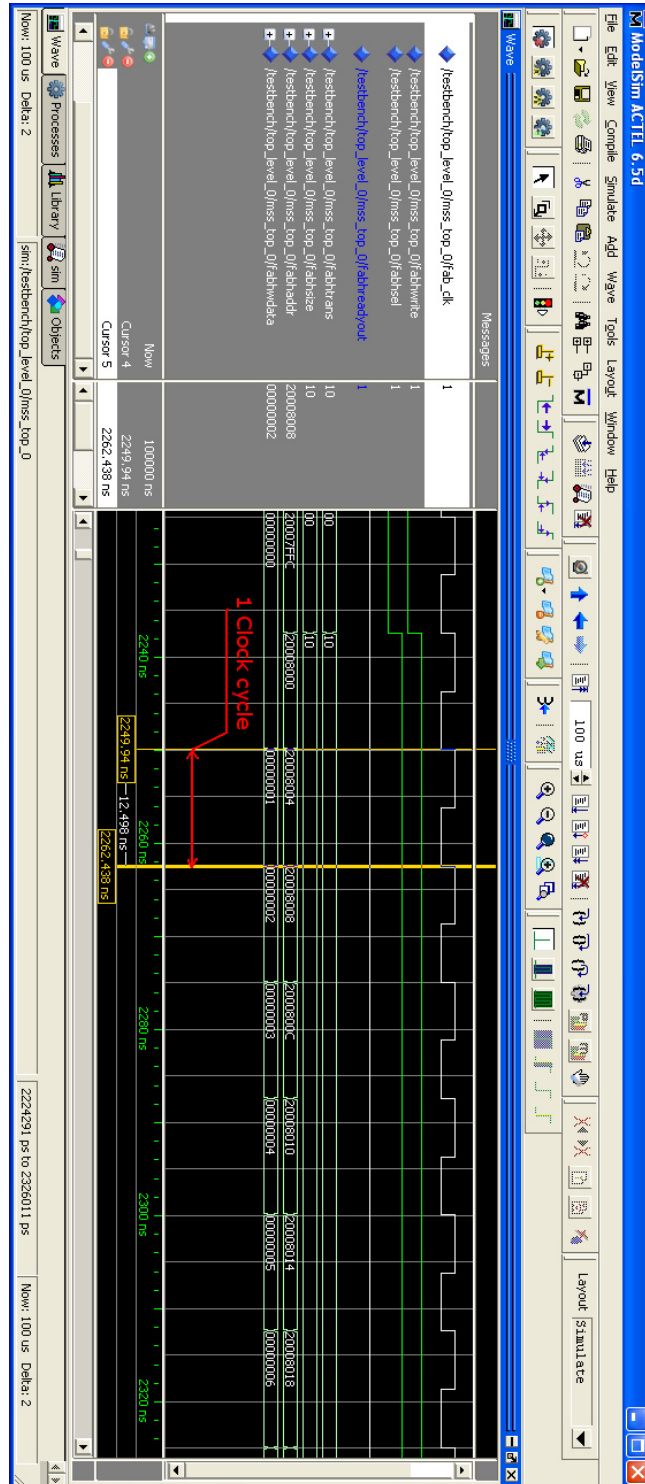 ModelSim ACTEL 6.5d
File Edit View Compile Simulate Add Wave Tools Layout Window Help
100 us
Layout Simulate
Wave
Messages
/testbench/top_level_0/mss_top_0/fab_clk 1
/testbench/top_level_0/mss_top_0/fabhwrite 1
/testbench/top_level_0/mss_top_0/fabhsel 1
/testbench/top_level_0/mss_top_0/fabhreadyout 1
/testbench/top_level_0/mss_top_0/fabhtrans 10 00 10
/testbench/top_level_0/mss_top_0/fabhsize 10 00 10
/testbench/top_level_0/mss_top_0/fabhaddr 20008008 20007FFC 20008000 20008004 20008008 2000800C 20008010 20008014 20008018
/testbench/top_level_0/mss_top_0/fabhwdata 00000002 00000000 00000001 00000002 00000003 00000004 00000005 00000006
1 Clock cycle
Now 100000 ns 2240 ns 2260 ns 2280 ns 2300 ns 2320 ns
Cursor 4 2249.94 ns 2249.94 ns 12.498 ns
Cursor 5 2262.438 ns 2262.438 ns
Wave Processes Library sim Objects
Now: 100 us Delta: 2 sim:/testbench/top_level_0/mss_top_0 2224291 ps to 2326011 ps Now: 100 us Delta: 2